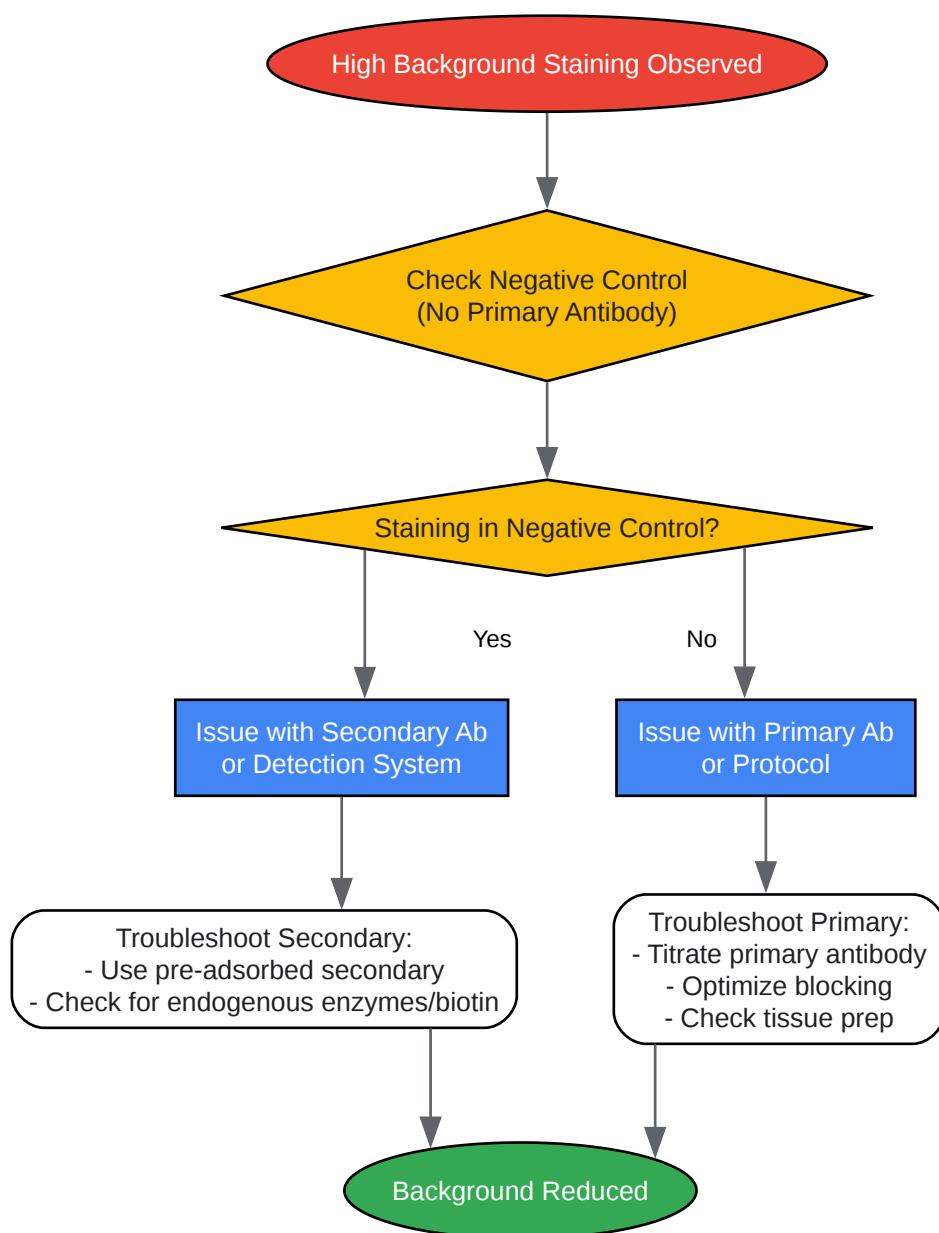 High Background Staining Observed
Check Negative Control
(No Primary Antibody)
Staining in Negative Control?
Yes
No
Issue with Secondary Ab
or Detection System
Issue with Primary Ab
or Protocol
Troubleshoot Secondary:
- Use pre-adsorbed secondary
- Check for endogenous enzymes/biotin
Troubleshoot Primary:
- Titrate primary antibody
- Optimize blocking
- Check tissue prep
Background Reduced